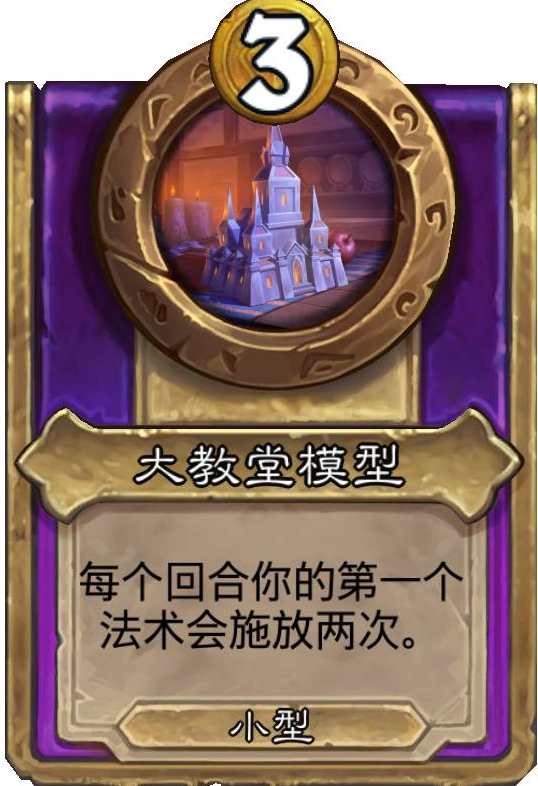 3
大教堂模型
每个回合你的第一个
法术会施放两次。
小型